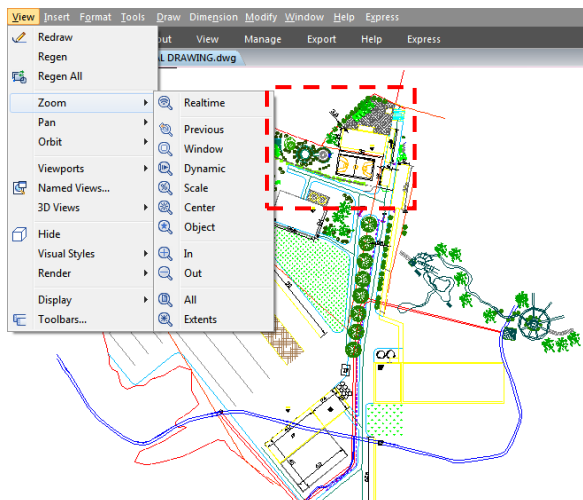 View Insert Format Tools Draw Dimension Modify Window Help Express
out View Manage Export Help Express
AL DRAWING.dwg
Redraw
Regen
Regen All
Zoom
Pan
Orbit
Viewports
Named Views...
3D Views
Hide
Visual Styles
Render
Display
Toolbars...
Realtime
Previous
Window
Dynamic
Scale
Center
Object
In
Out
All
Extents